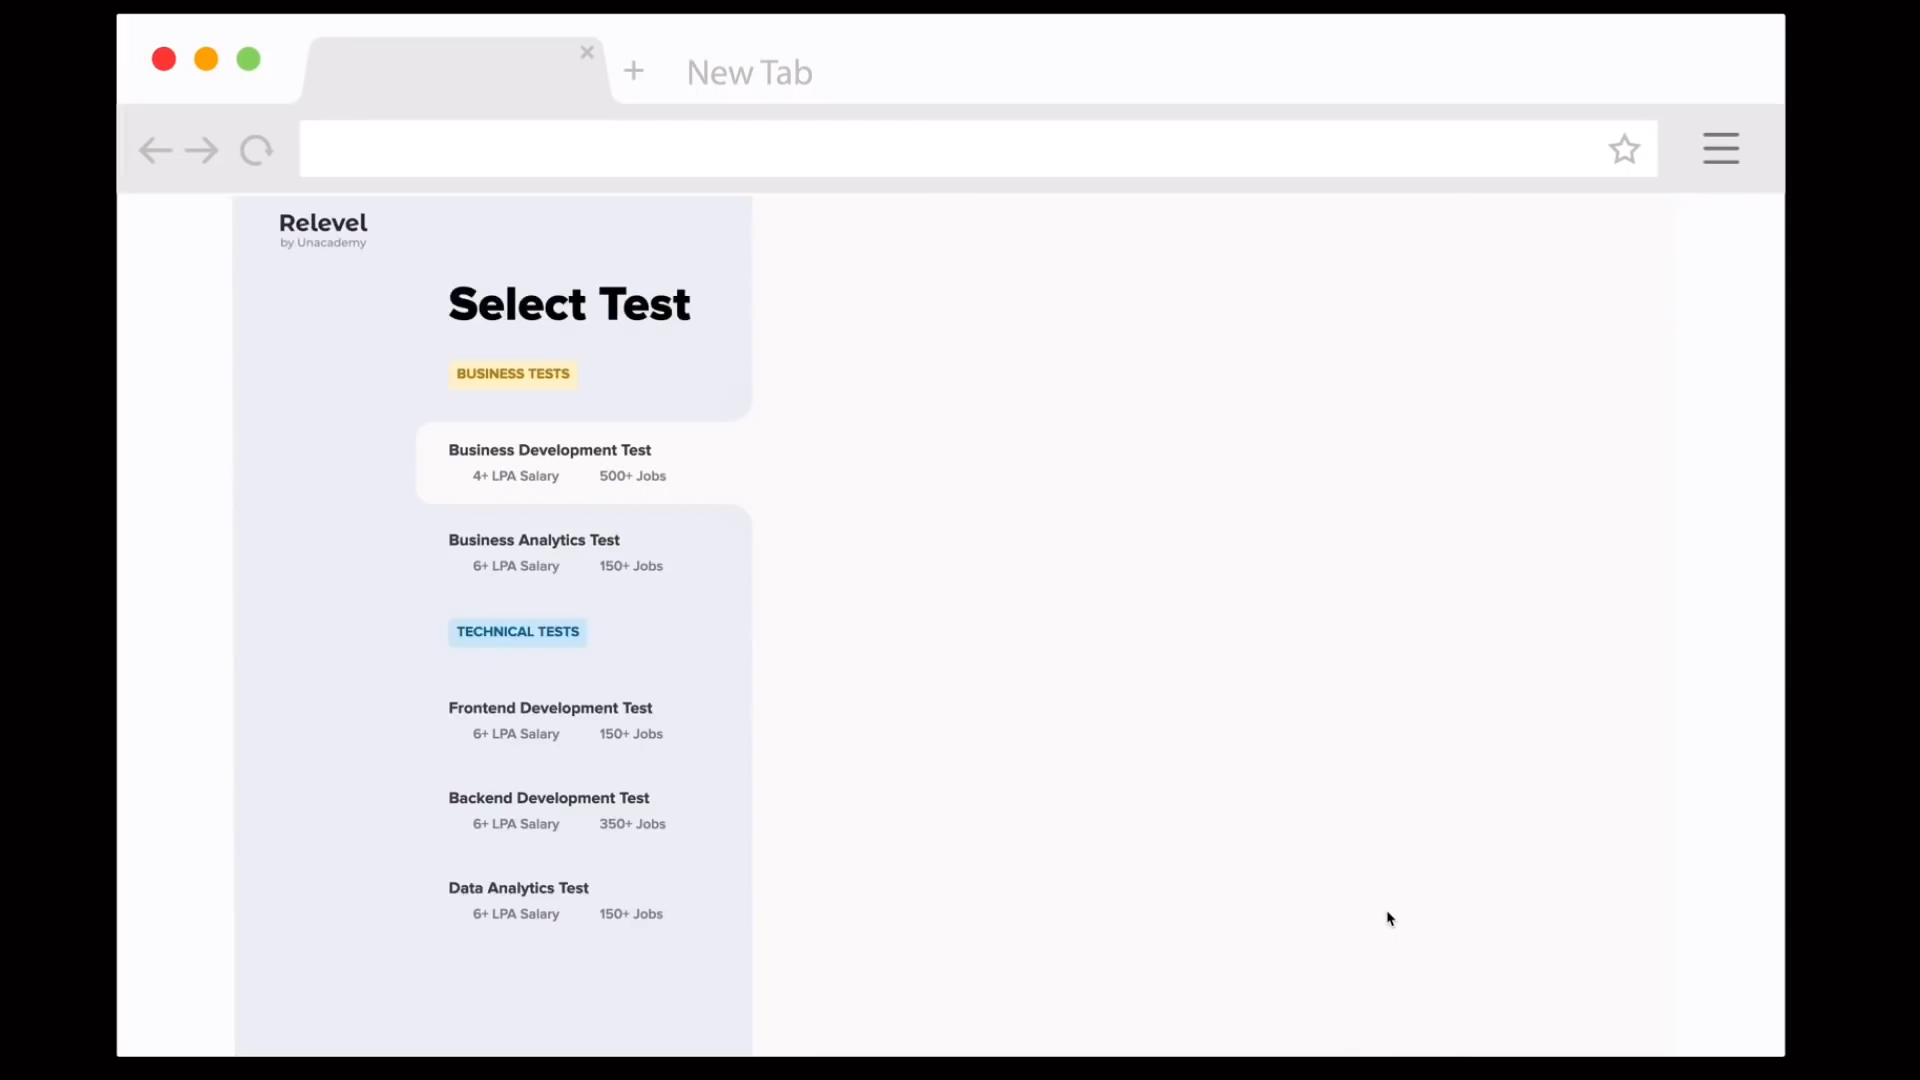 New Tab
Relevel
by Unacademy
Select Test
BUSINESS TESTS
Business Development Test
4+ LPA Salary 500+ Jobs
Business Analytics Test
6+ LPA Salary 150+ Jobs
TECHNICAL TESTS
Frontend Development Test
6+ LPA Salary 150+ Jobs
Backend Development Test
6+ LPA Salary 350+ Jobs
Data Analytics Test
6+ LPA Salary 150+ Jobs